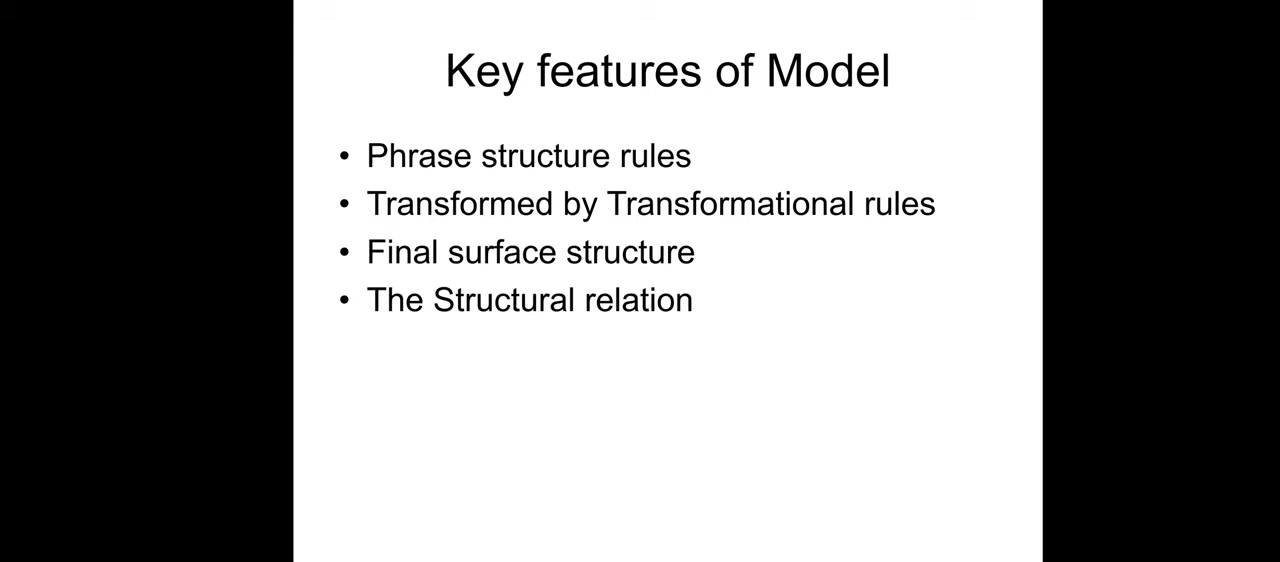 Key features of Model
• Phrase structure rules
• Transformed by Transformational rules
• Final surface structure
• The Structural relation